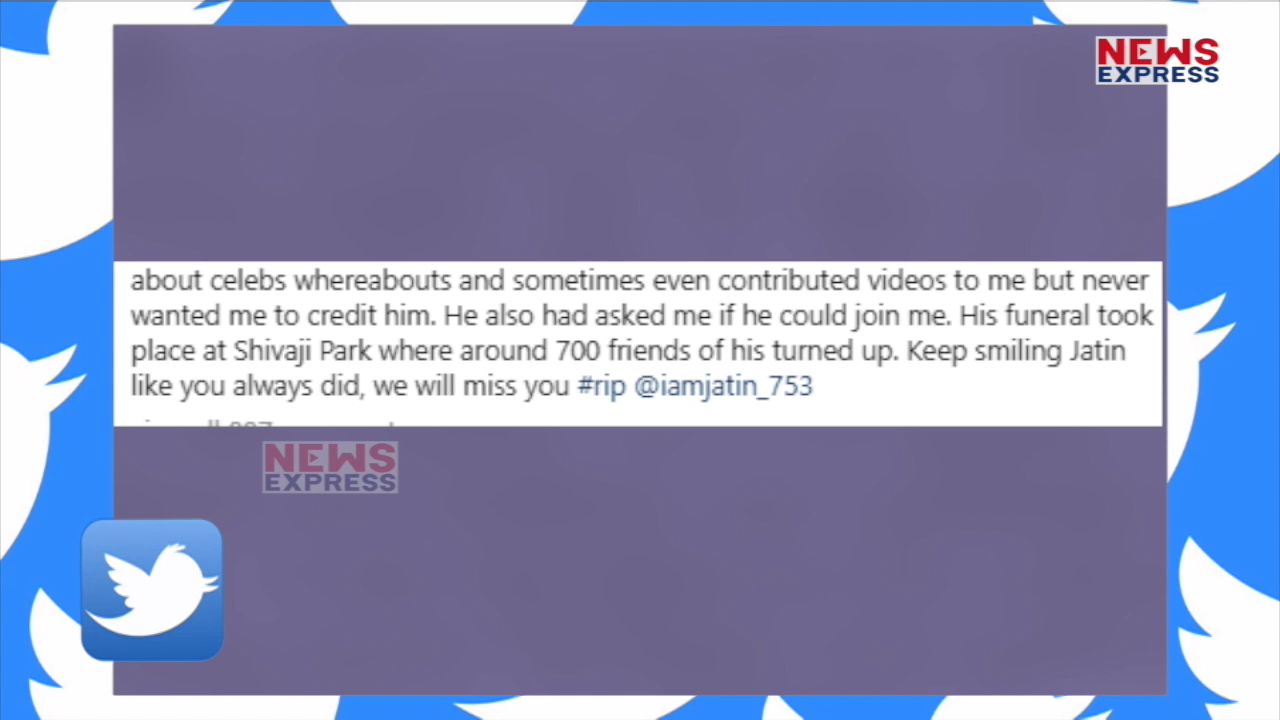 NEWS
EXPRESS
about celebs whereabouts and sometimes even contributed videos to me but never
wanted me to credit him. He also had asked me if he could join me. His funeral took
place at Shivaji Park where around 700 friends of his turned up. Keep smiling Jatin
like you always did, we will miss you #rip @iamjatin_753
NEWS
EXPRESS